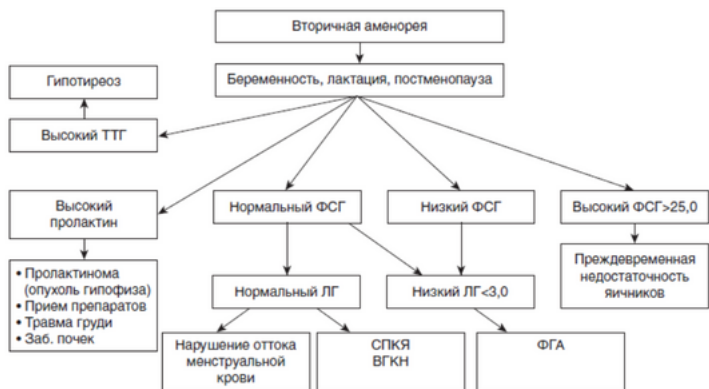 Вторичная аменорея
Беременность, лактация, постменопауза
Гипотиреоз
Высокий ТТГ
Высокий
пролактин
Нормальный ФСГ
Низкий ФСГ
Высокий ФСГ>25,0
• Пролактинома
(опухоль гипофиза)
• Прием препаратов
• Травма груди
• Заб. почек
Нормальный ЛГ
Низкий ЛГ<3,0
Преждевременная
недостаточность
яичников
Нарушение оттока
менструальной
крови
СПКЯ
ВГКН
ФГА